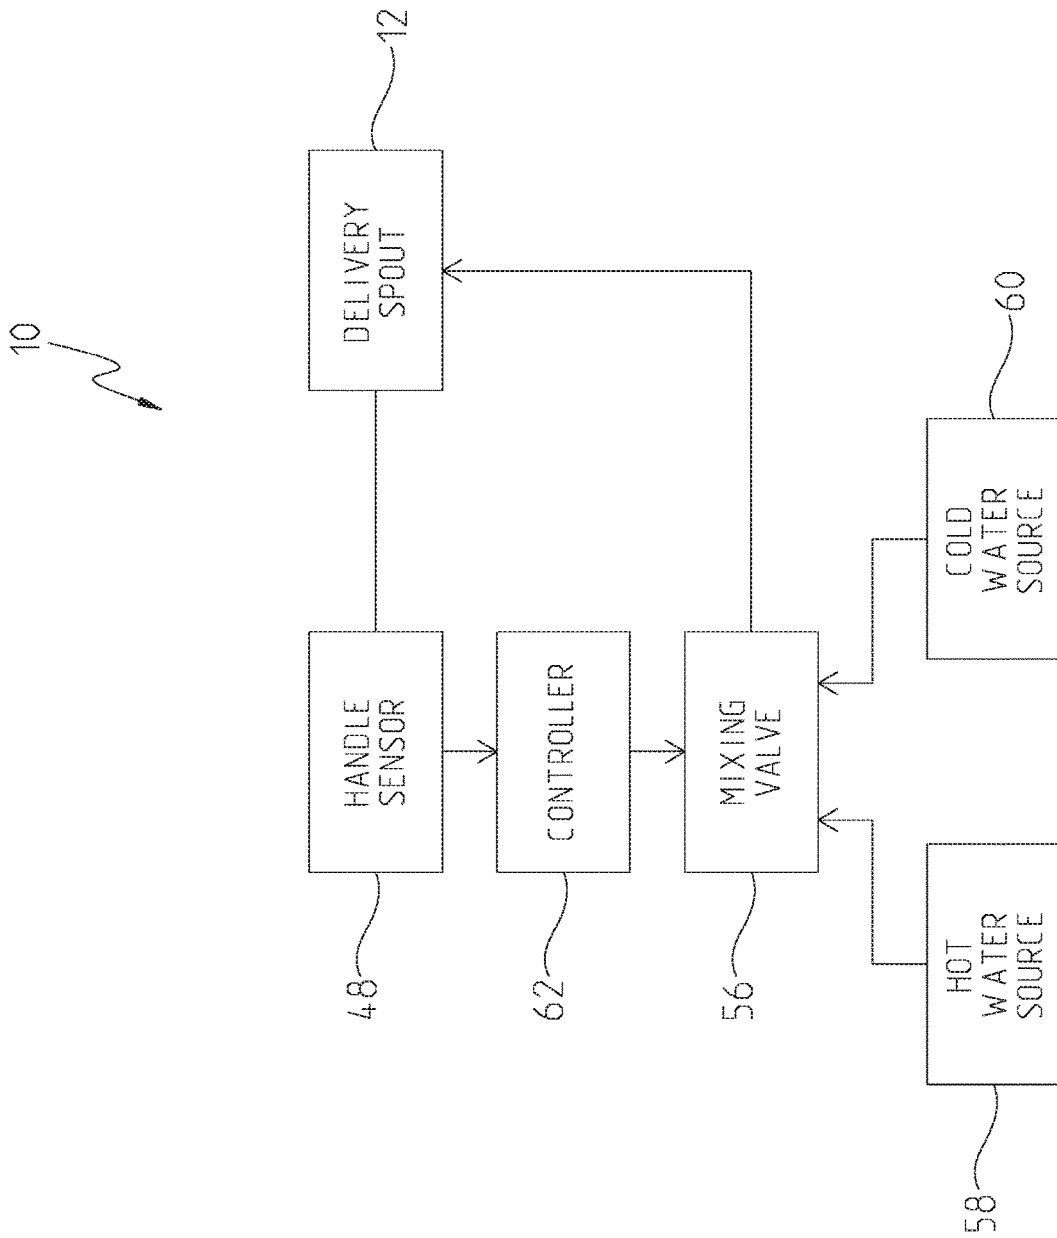 10
12
DELIVERY
SPOUT
HANDLE
SENSOR
48
CONTROLLER
62
MIXING
VALVE
56
COLD
WATER
SOURCE
60
HOT
WATER
SOURCE
58